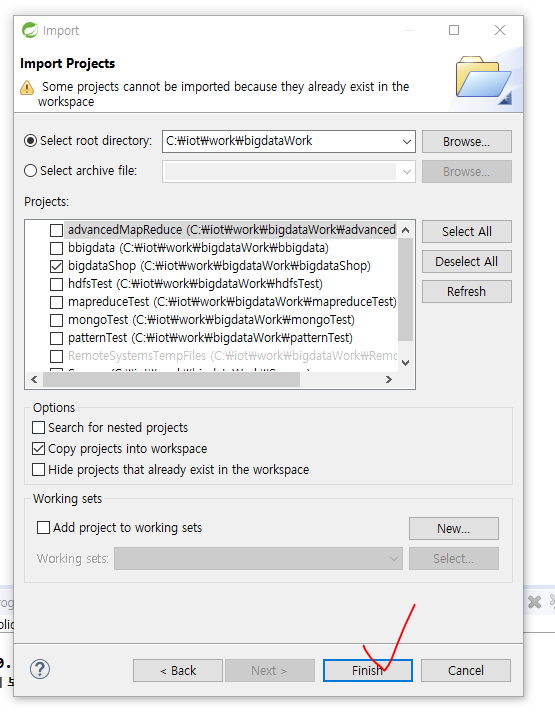 Import
Import Projects
Some projects cannot be imported because they already exist in the
workspace
Select root directory:
C:₩iot₩work₩bigdataWork
Browse...
Select archive file:
Browse...
Projects:
advancedMapReduce (C:₩iot₩work₩bigdataWork₩advanced
bbigdata (C:₩iot₩work₩bigdataWork₩bbigdata)
bigdataShop (C:₩iot₩work₩bigdataWork₩bigdataShop)
hdfsTest (C:₩iot₩work₩bigdataWork₩hdfsTest)
mapreduceTest (C:₩iot₩work₩bigdataWork₩mapreduceTest)
mongoTest (C:₩iot₩work₩bigdataWork₩mongoTest)
patternTest (C:₩iot₩work₩bigdataWork₩patternTest)
RemoteSystemsTempFiles (C:₩iot₩work₩bigdataWork₩Remo
Select All
Deselect All
Refresh
Options
Search for nested projects
Copy projects into workspace
Hide projects that already exist in the workspace
Working sets
Add project to working sets
New...
Working sets:
Select...
?
< Back
Next >
Finish
Cancel